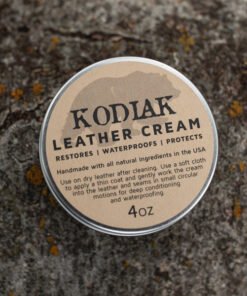 KODIAK
LEATHER CREAM
RESTORES | WATERPROOFS | PROTECTS
Handmade with all natural ingredients in the USA
Use on dry leather after cleaning. Use a soft cloth
to apply a thin coat and gently work the cream
into the leather and seams in small circular
motions for deep conditioning
and waterproofing.
4oz